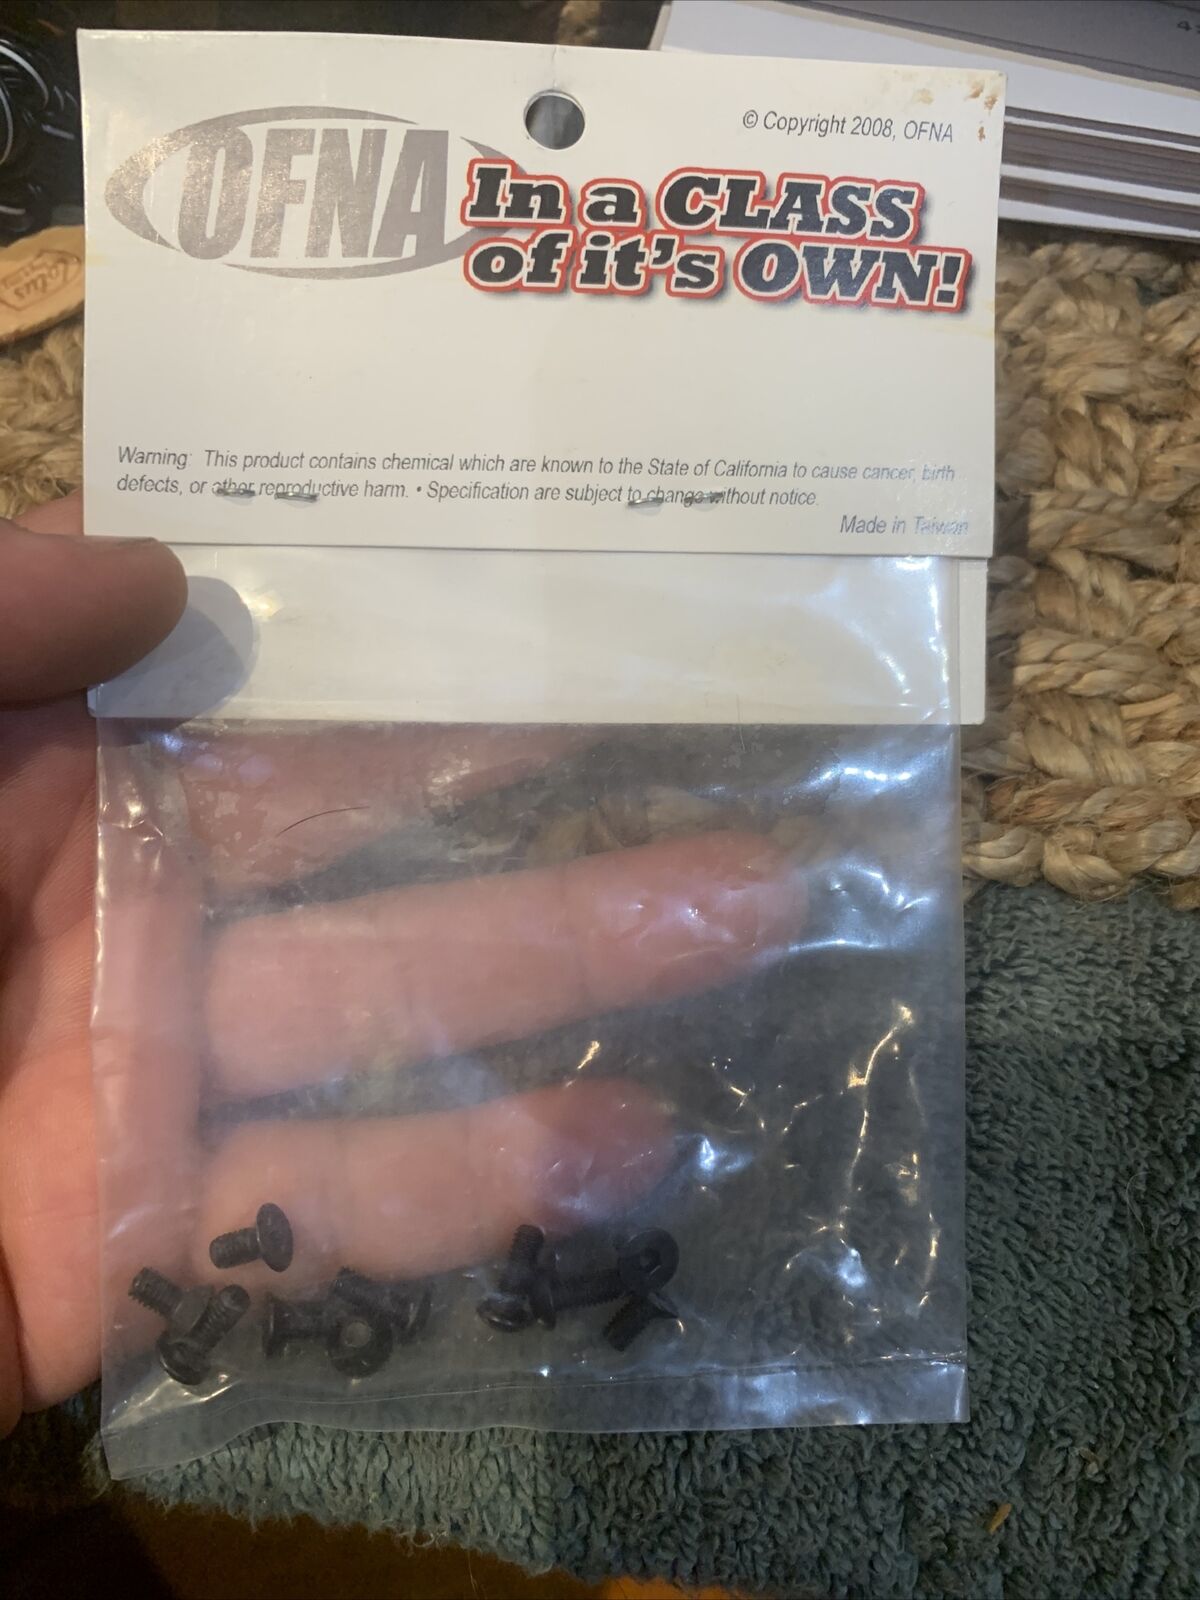 OFNA
© Copyright 2008, OFNA
In a CLASS
of it's OWN!
Warning: This product contains chemical which are known to the State of California to cause cancer, birth
defects, or other reproductive harm. • Specification are subject to change without notice.
Made in Taiwan